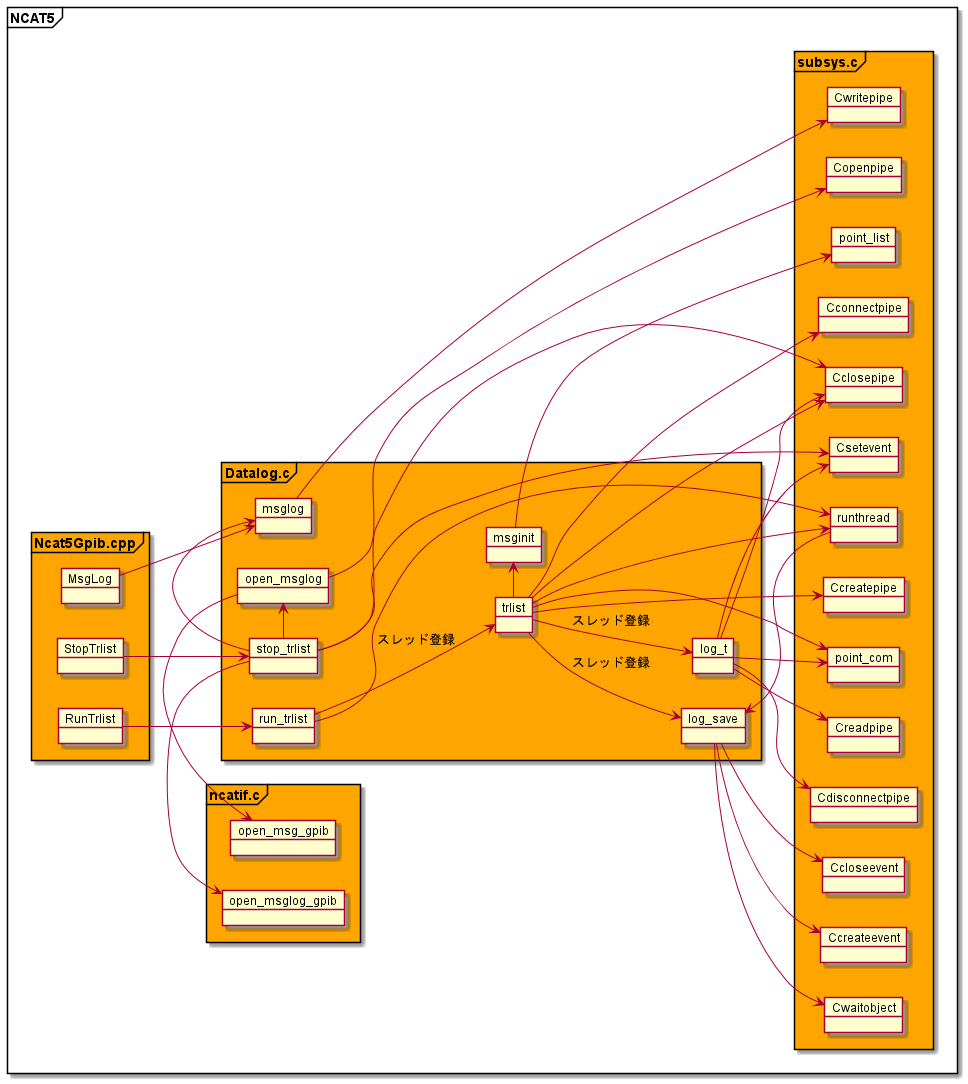 NCAT5
subsys.c
Cwritepipe
Copenpipe
point_list
Cconnectpipe
Cclosepipe
Csetevent
runthread
Ccreatepipe
point_com
Creadpipe
Cdisconnectpipe
Ccloseevent
Ccreateevent
Cwaitobject
Datalog.c
msglog
open_msglog
stop_trlist
run_trlist
msginit
trlist
log_t
log_save
スレッド登録
スレッド登録
スレッド登録
Ncat5Gpib.cpp
MsgLog
StopTrlist
RunTrlist
ncatif.c
open_msg_gpib
open_msglog_gpib